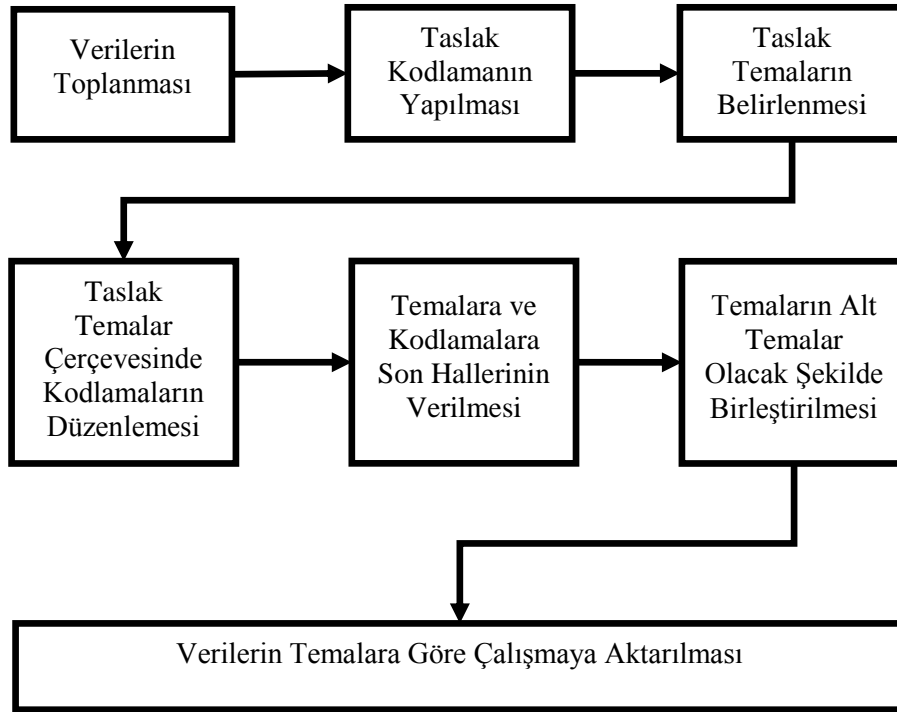 Verilerin
Toplanması
Taslak
Kodlamanın
Yapılması
Taslak
Temaların
Belirlenmesi
Taslak
Temalar
Çerçevesinde
Kodlamaların
Düzenlemesi
Temalara ve
Kodlamalara
Son Hallerinin
Verilmesi
Temaların Alt
Temalar
Olacak Şekilde
Birleştirilmesi
Verilerin Temalara Göre Çalışmaya Aktarılması